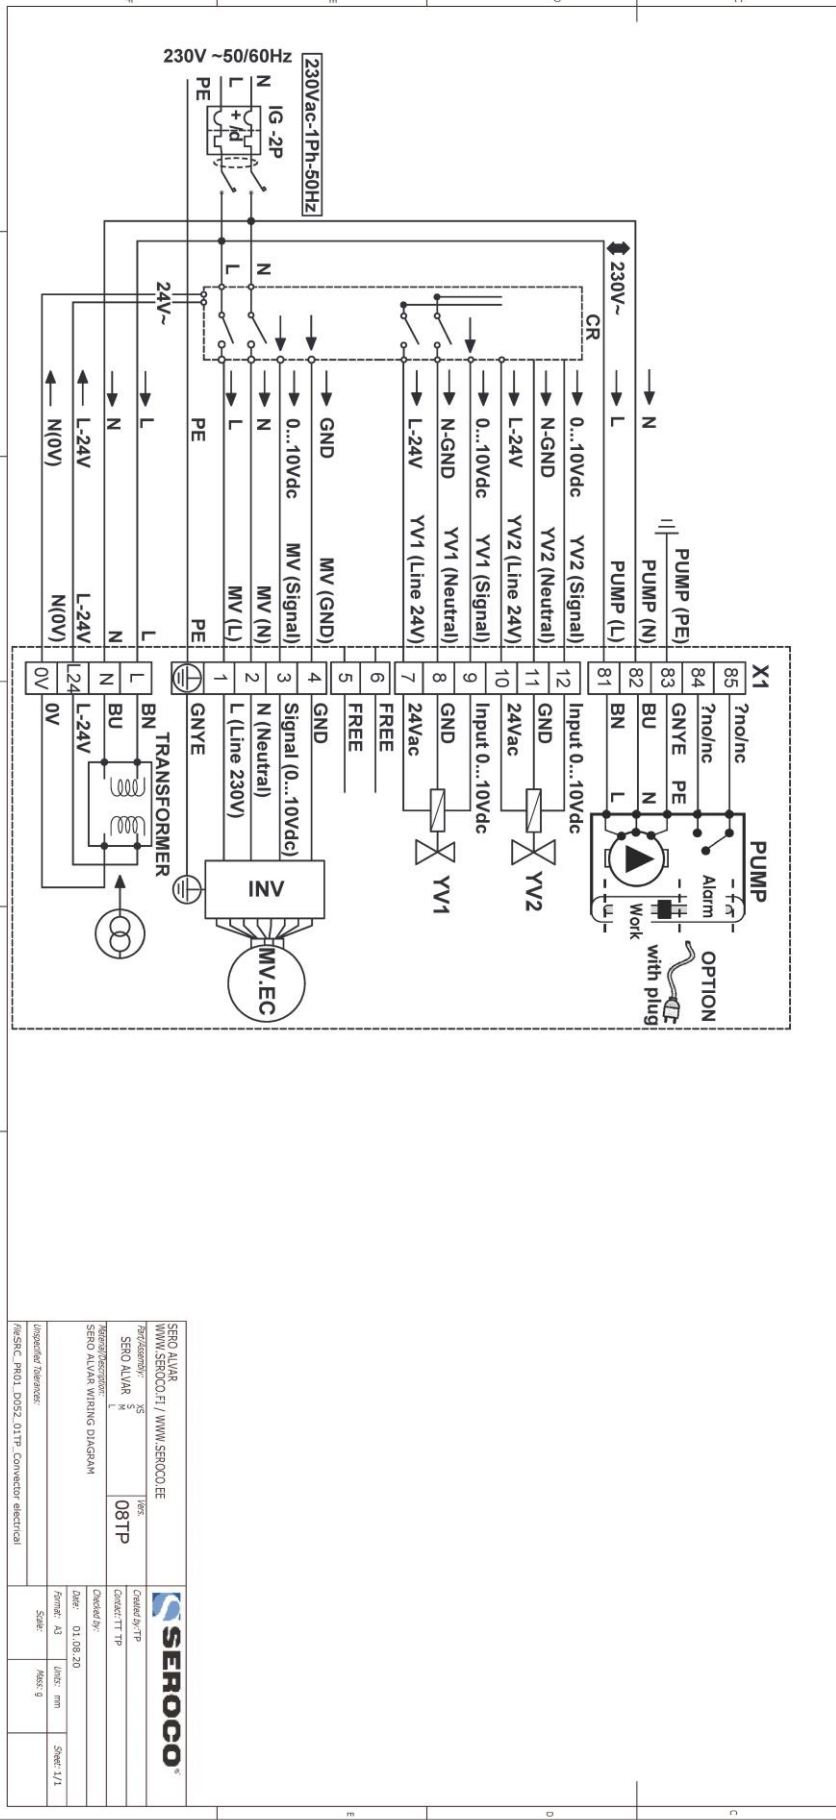 230V ~50/60Hz
230Vac-1Ph-50Hz
PE
L
N
IG -2P
+ /d
230V~
L
N
24V~
CR
N(0V)
L-24V
N
L
PE
L
N
0...10Vdc
GND
L-24V
N-GND
0...10Vdc
L-24V
N-GND
0...10Vdc
L
N
N(0V)
L-24V
N
L
PE
MV (L)
MV (N)
MV (Signal)
MV (GND)
YV1 (Line 24V)
YV1 (Neutral)
YV1 (Signal)
YV2 (Line 24V)
YV2 (Neutral)
YV2 (Signal)
PUMP (L)
PUMP (N)
PUMP (PE)
X1
0V
L24
N
L
1
2
3
4
5
6
7
8
9
10
11
12
81
82
83
84
85
0V
L-24V
BU
BN
GNYE
L (Line 230V)
N (Neutral)
Signal (0...10Vdc)
GND
FREE
FREE
24Vac
GND
Input 0...10Vdc
24Vac
GND
Input 0...10Vdc
BN
BU
GNYE
?no/nc
?no/nc
L
N
PE
TRANSFORMER
INV
MV.EC
YV1
YV2
PUMP
Alarm
Work
OPTION
with plug
SERO ALVAR
WWW.SEROCO.FI / WWW.SEROCO.EE
Part/Assembly:
SERO ALVAR
XS
S
M
L
Vers:
08TP
Material/Description:
SERO ALVAR WIRING DIAGRAM
Unspecified Tolerances:
File:SRC_PR01_D052_01TP_Convector electrical
SEROCO
Created by: TP
Contact: TT TP
Checked by:
Date: 01.08.20
Format: A3
Units: mm
Sheet: 1/1
Scale:
Mass: g
E
D
C